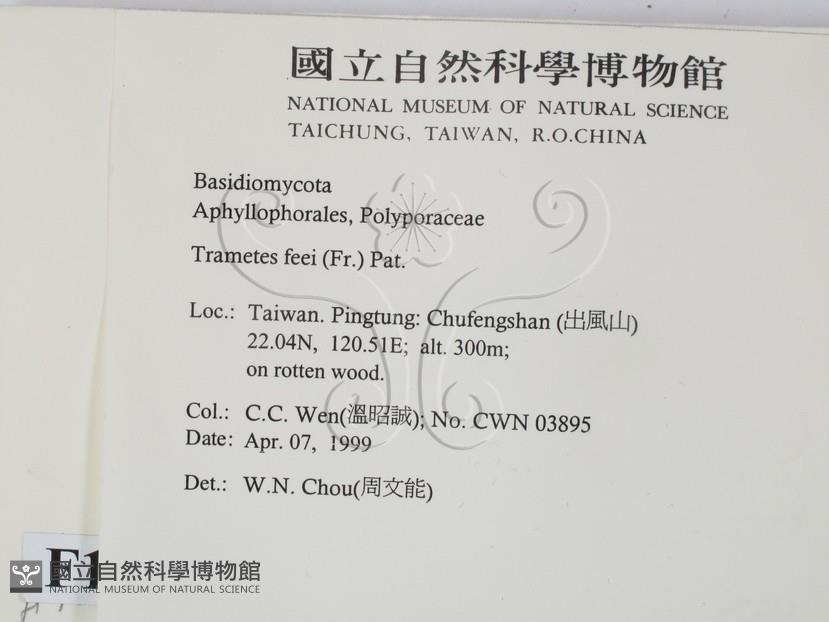 國立自然科學博物館
NATIONAL MUSEUM OF NATURAL SCIENCE
TAICHUNG, TAIWAN, R.O.CHINA
Basidiomycota
Aphyllophorales, Polyporaceae
Trametes feei (Fr.) Pat.
Loc.: Taiwan. Pingtung: Chufengshan (出風山)
22.04N, 120.51E; alt. 300m;
on rotten wood.
Col.: C.C. Wen(溫昭誠); No. CWN 03895
Date: Apr. 07, 1999
Det.: W.N. Chou(周文能)
F1
國立自然科學博物館
NATIONAL MUSEUM OF NATURAL SCIENCE